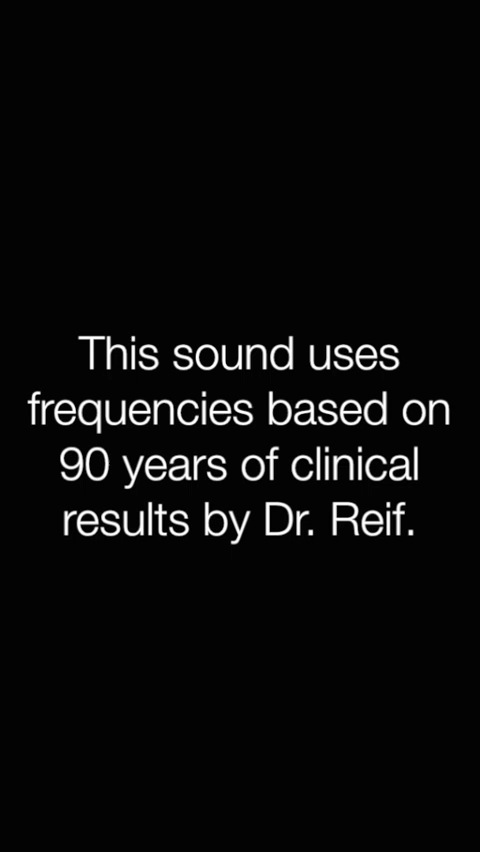 This sound uses
frequencies based on
90 years of clinical
results by Dr. Reif.